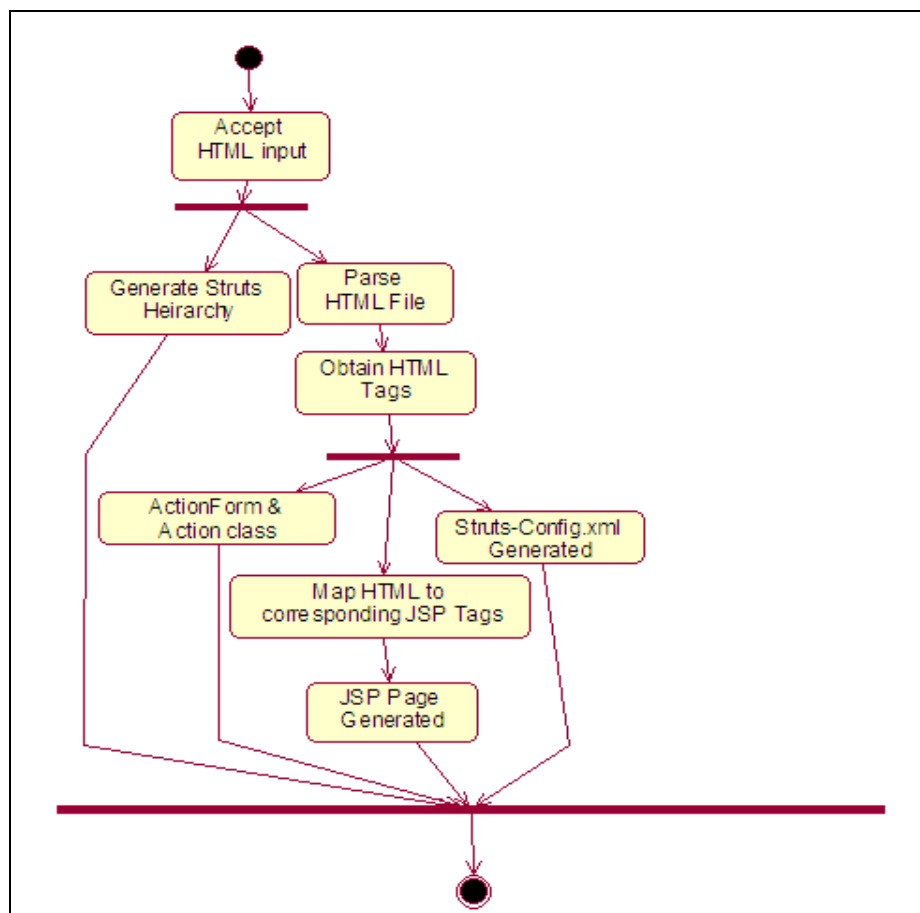 Accept
HTML input
Generate Struts
Heirarchy
Parse
HTML File
Obtain HTML
Tags
ActionForm &
Action class
Struts-Config.xml
Generated
Map HTML to
corresponding JSP Tags
JSP Page
Generated